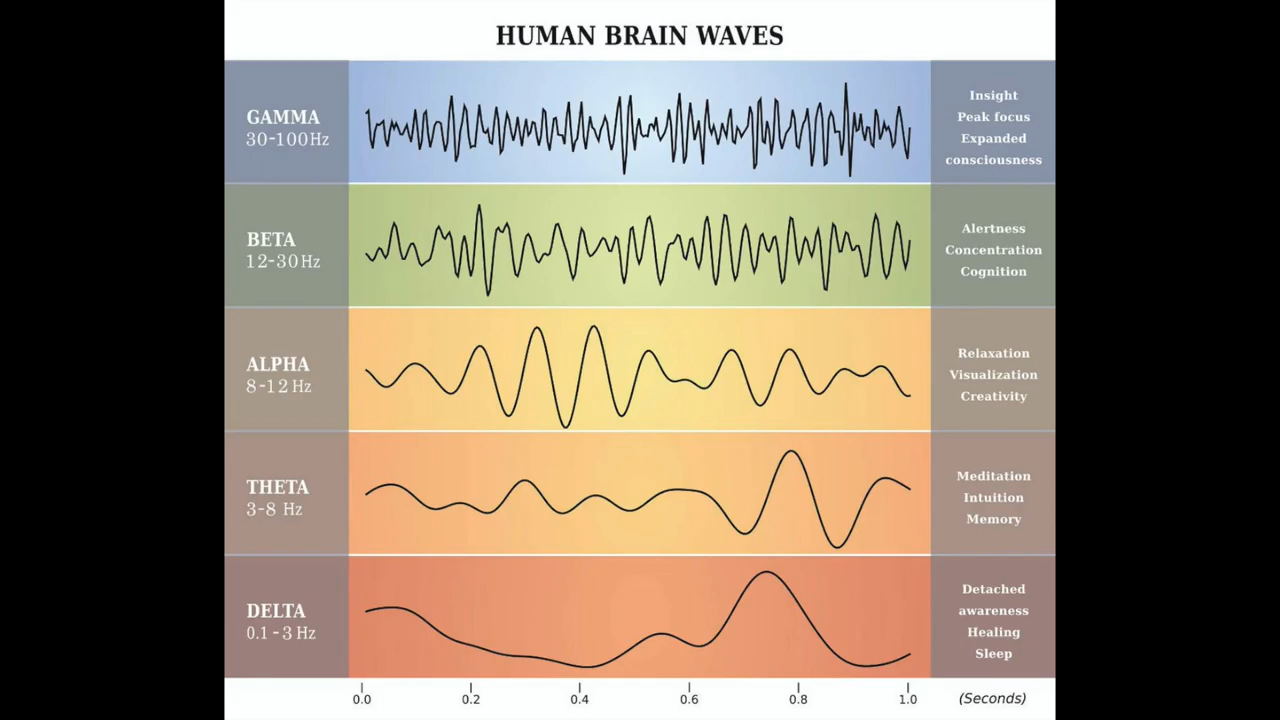 HUMAN BRAIN WAVES
GAMMA
30-100Hz
Insight
Peak focus
Expanded
consciousness
BETA
12-30Hz
Alertness
Concentration
Cognition
ALPHA
8-12Hz
Relaxation
Visualization
Creativity
THETA
3-8 Hz
Meditation
Intuition
Memory
DELTA
0.1-3Hz
Detached
awareness
Healing
Sleep
0.0 0.2 0.4 0.6 0.8 1.0 (Seconds)